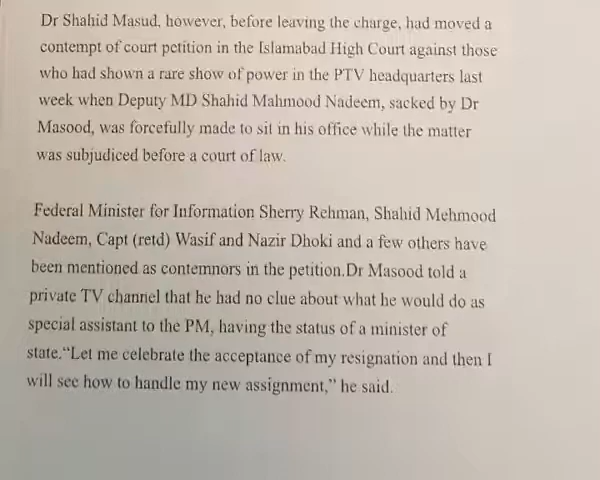 Dr Shahid Masud, however, before leaving the charge, had moved a
contempt of court petition in the Islamabad High Court against those
who had shown a rare show of power in the PTV headquarters last
week when Deputy MD Shahid Mahmood Nadeem, sacked by Dr
Masood, was forcefully made to sit in his office while the matter
was subjudiced before a court of law.
Federal Minister for Information Sherry Rehman, Shahid Mehmood
Nadeem, Capt (retd) Wasif and Nazir Dhoki and a few others have
been mentioned as contemnors in the petition.Dr Masood told a
private TV channel that he had no clue about what he would do as
special assistant to the PM, having the status of a minister of
state.“Let me celebrate the acceptance of my resignation and then I
will see how to handle my new assignment,” he said.